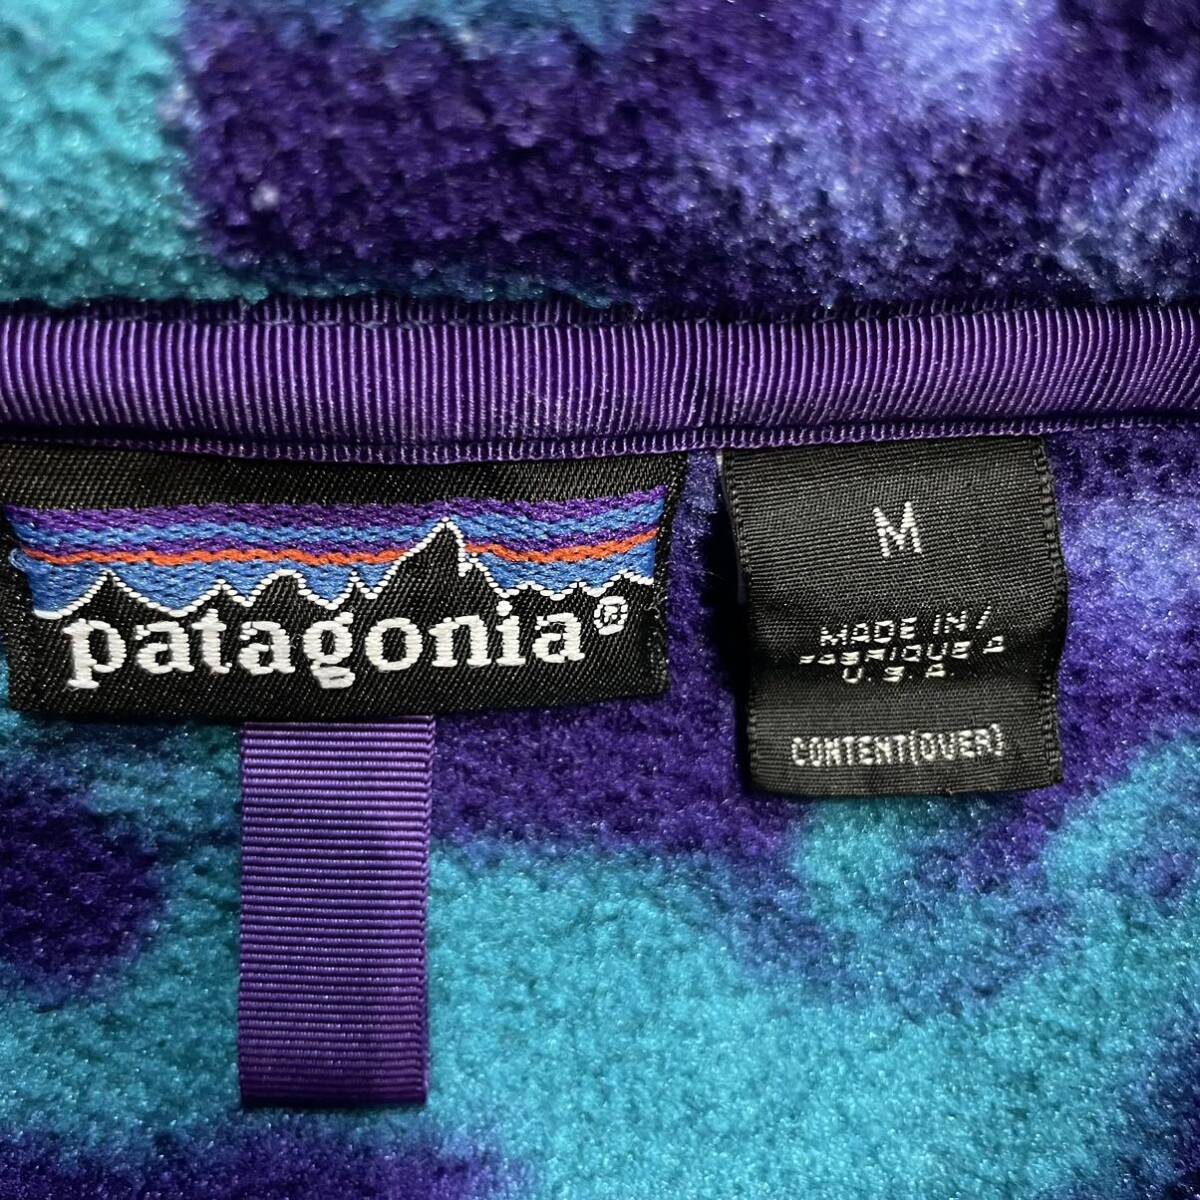 patagonia®
M
MADE IN /
FABRIQUE A
U.S.A.
CONTENT(OVER)